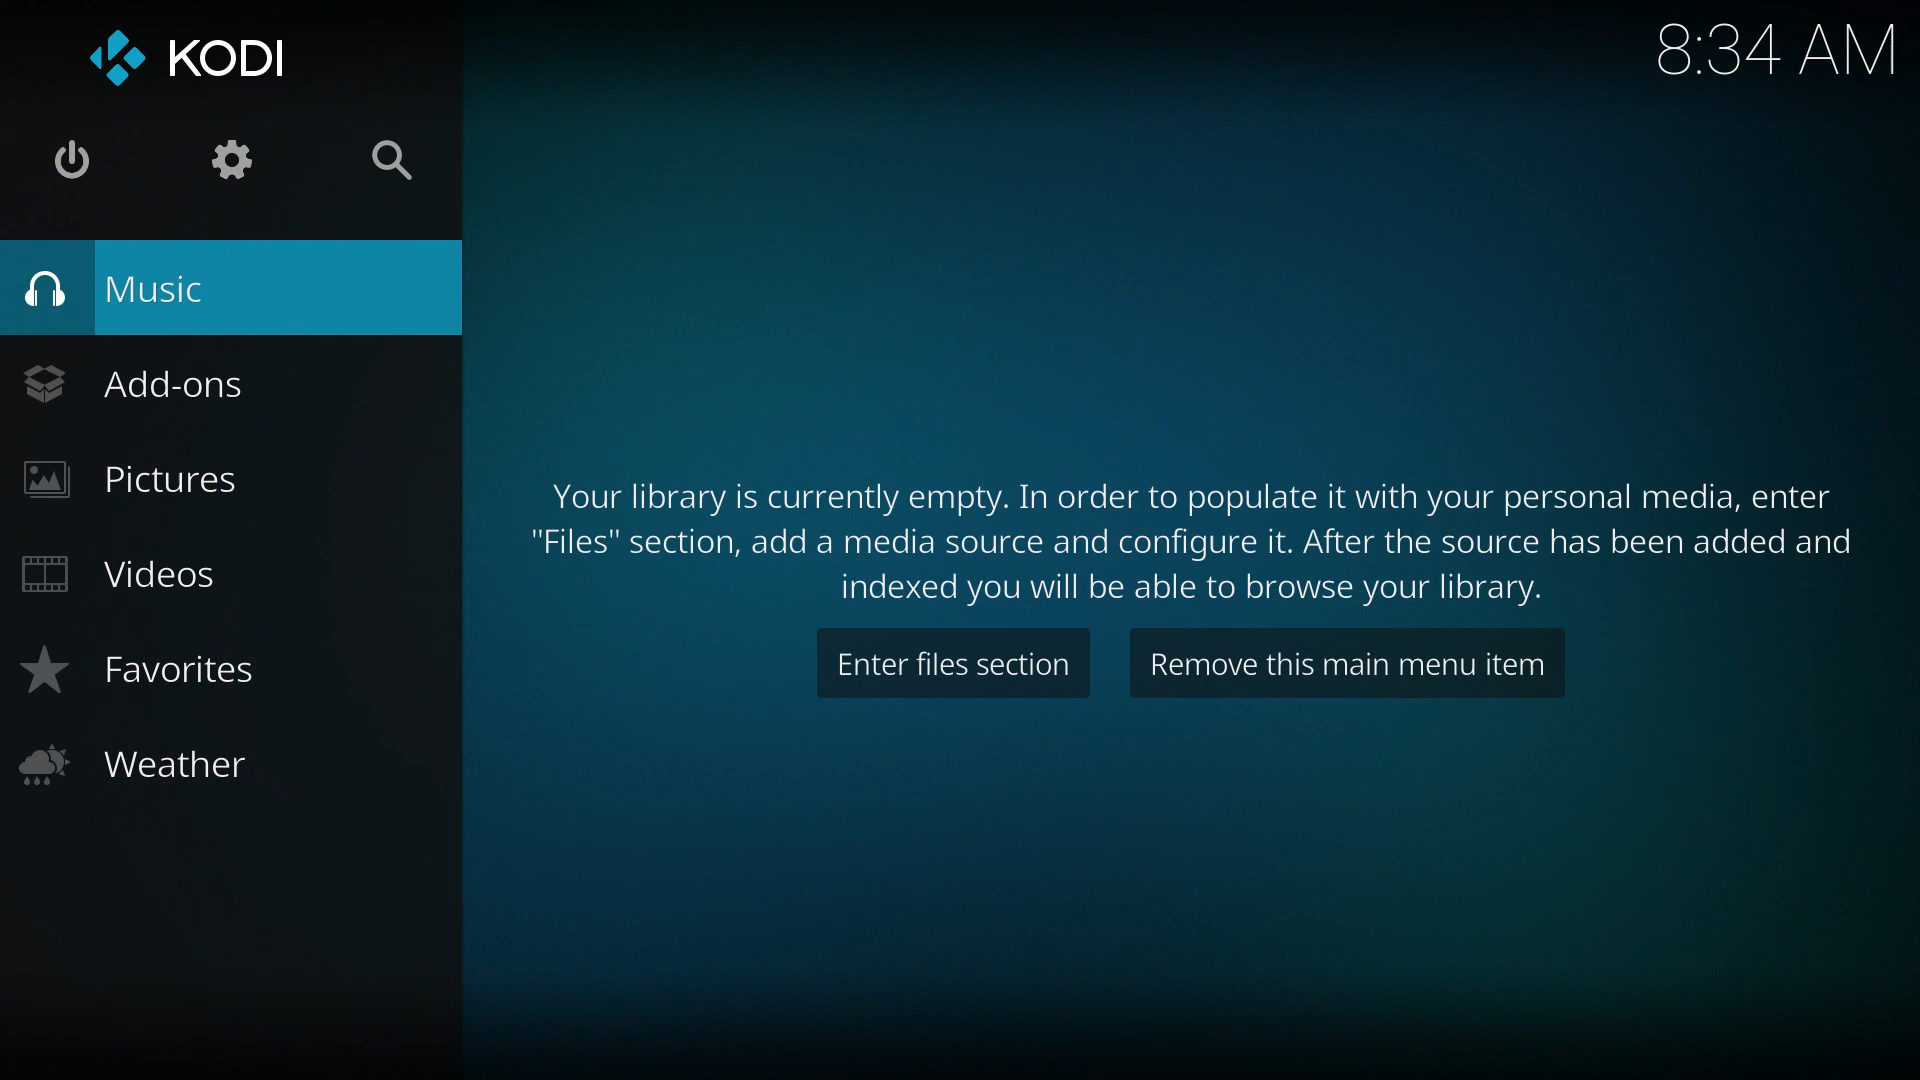 KODI
8:34 AM
Music
Add-ons
Pictures
Videos
Favorites
Weather
Your library is currently empty. In order to populate it with your personal media, enter
"Files" section, add a media source and configure it. After the source has been added and
indexed you will be able to browse your library.
Enter files section
Remove this main menu item